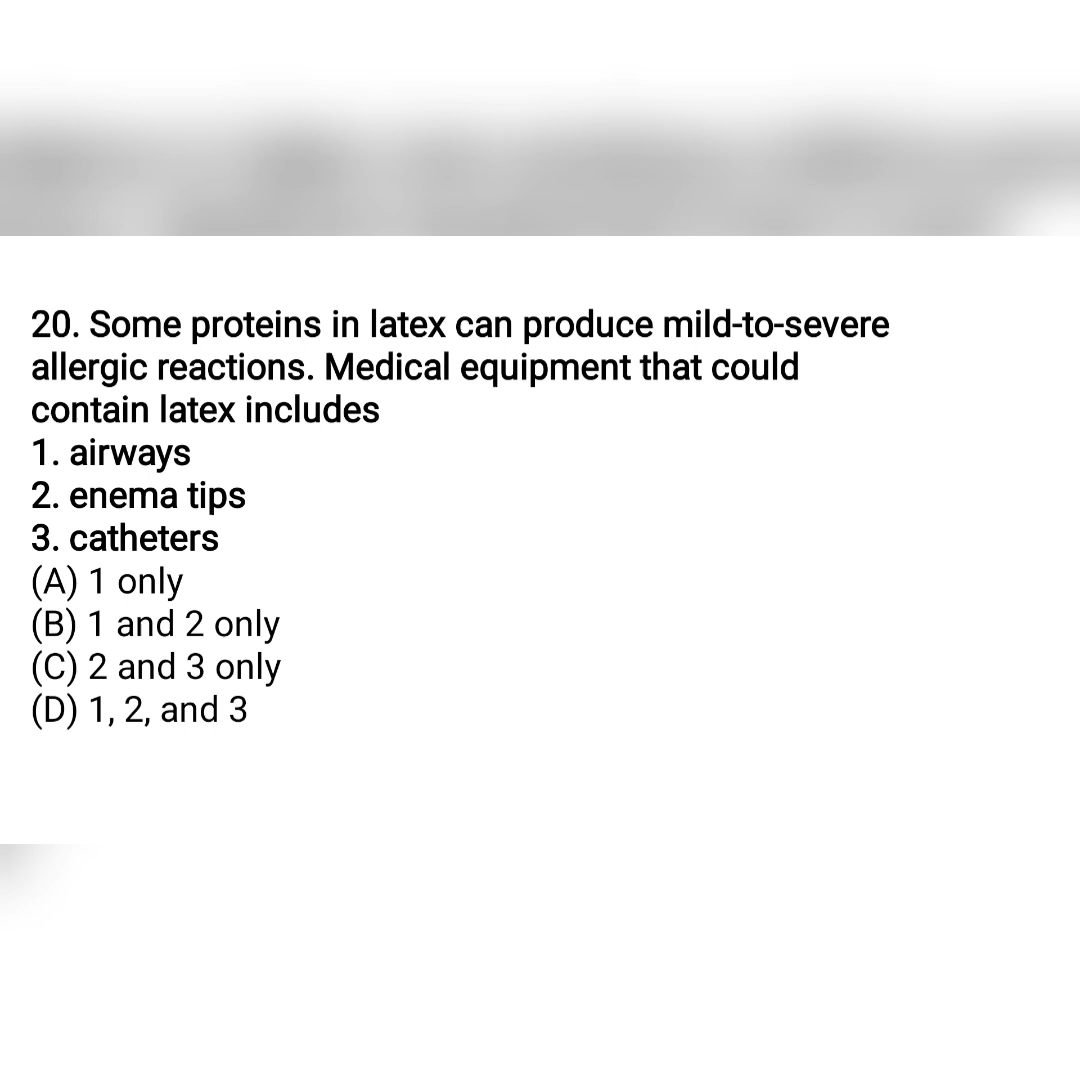 20. Some proteins in latex can produce mild-to-severe
allergic reactions. Medical equipment that could
contain latex includes
1. airways
2. enema tips
3. catheters
(A) 1 only
(B) 1 and 2 only
(C) 2 and 3 only
(D) 1, 2, and 3